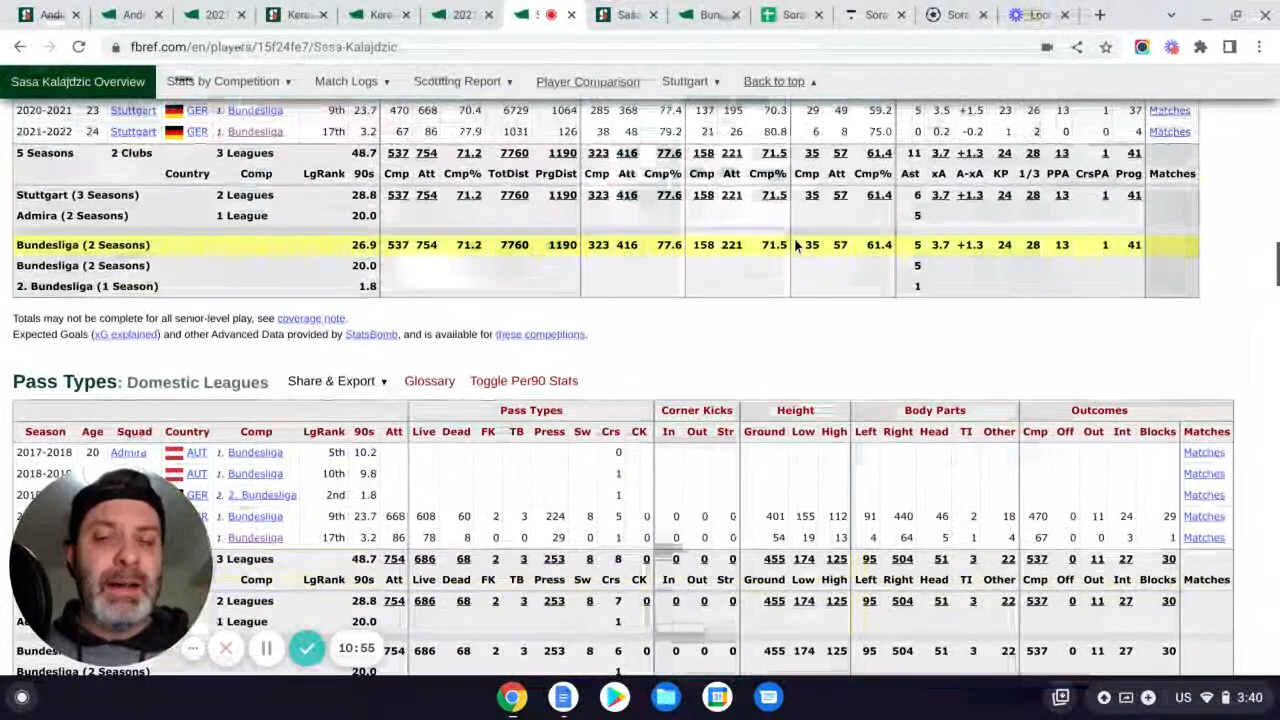 Andr
Andr
2021
Kera
Kere
202
S
Saša
Bun
Sora
Sora
Sora
Loo
fbref.com/en/players/15f24fe7/Sasa-Kalajdzic
Sasa Kalajdzic Overview Stats by Competition ▼ Match Logs ▼ Scouting Report ▼ Player Comparison Stuttgart ▼ Back to top ▲
2020-2021 23 Stuttgart GER 1. Bundesliga 9th 23.7 470 668 70.4 6729 1064 285 368 77.4 137 195 70.3 29 49 59.2 5 3.5 +1.5 23 26 13 1 37 Matches
2021-2022 24 Stuttgart GER 1. Bundesliga 17th 3.2 67 86 77.9 1031 126 38 48 79.2 21 26 80.8 6 8 75.0 0 0.2 -0.2 1 2 0 0 4 Matches
5 Seasons 2 Clubs 3 Leagues 48.7 537 754 71.2 7760 1190 323 416 77.6 158 221 71.5 35 57 61.4 11 3.7 +1.3 24 28 13 1 41
Country Comp LgRank 90s Cmp Att Cmp% TotDist PrgDist Cmp Att Cmp% Cmp Att Cmp% Cmp Att Cmp% Ast xA A-xA KP 1/3 PPA CrsPA Prog Matches
Stuttgart (3 Seasons) 2 Leagues 28.8 537 754 71.2 7760 1190 323 416 77.6 158 221 71.5 35 57 61.4 6 3.7 +1.3 24 28 13 1 41
Admira (2 Seasons) 1 League 20.0 5
Bundesliga (2 Seasons) 26.9 537 754 71.2 7760 1190 323 416 77.6 158 221 71.5 35 57 61.4 5 3.7 +1.3 24 28 13 1 41
Bundesliga (2 Seasons) 20.0 5
2. Bundesliga (1 Season) 1.8 1
Totals may not be complete for all senior-level play, see coverage note.
Expected Goals (xG explained) and other Advanced Data provided by StatsBomb, and is available for these competitions.
Pass Types: Domestic Leagues Share & Export ▼ Glossary Toggle Per90 Stats
Pass Types Corner Kicks Height Body Parts Outcomes
Season Age Squad Country Comp LgRank 90s Att Live Dead FK TB Press Sw Crs CK In Out Str Ground Low High Left Right Head TI Other Cmp Off Out Int Blocks Matches
2017-2018 20 Admira AUT 1. Bundesliga 5th 10.2 0 Matches
2018-2019 AUT 1. Bundesliga 10th 9.8 1 Matches
GER 2. Bundesliga 2nd 1.8 1 Matches
GER 1. Bundesliga 9th 23.7 668 608 60 2 3 224 8 5 0 0 0 0 401 155 112 91 440 46 2 18 470 0 11 24 29 Matches
1. Bundesliga 17th 3.2 86 78 8 0 0 29 0 1 0 0 0 0 54 19 13 4 64 5 1 4 67 0 0 3 1 Matches
3 Leagues 48.7 754 686 68 2 3 253 8 8 0 0 0 0 455 174 125 95 504 51 3 22 537 0 11 27 30
Comp LgRank 90s Att Live Dead FK TB Press Sw Crs CK In Out Str Ground Low High Left Right Head TI Other Cmp Off Out Int Blocks Matches
2 Leagues 28.8 754 686 68 2 3 253 8 7 0 0 0 0 455 174 125 95 504 51 3 22 537 0 11 27 30
1 League 20.0 1
754 686 68 2 3 253 8 6 0 0 0 0 455 174 125 95 504 51 3 22 537 0 11 27 30
Bundesliga (2 Seasons) 20.0 1
10:55
US 3:40